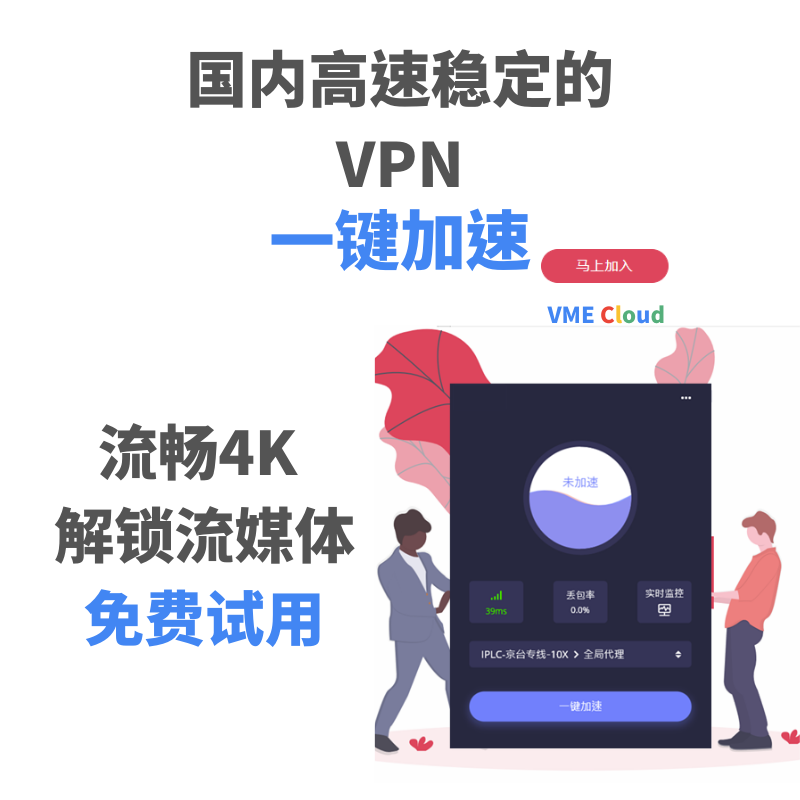 国内高速稳定的
VPN
一键加速
马上加入
VME Cloud
流畅4K
解锁流媒体
免费试用
未加速
39ms
丢包率
0.0%
实时监控
IPLC-京台专线-10X > 全局代理
一键加速